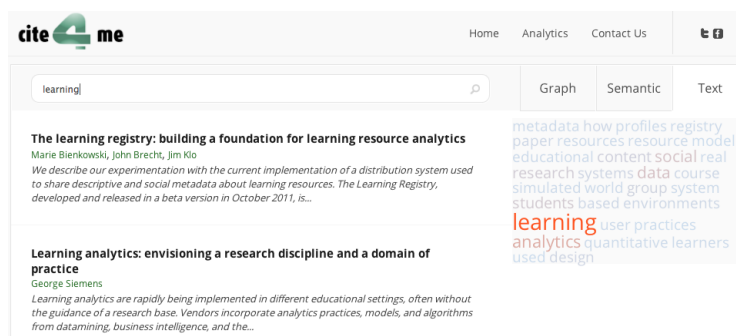 cite4me
Home Analytics Contact Us
learning
Graph Semantic Text
The learning registry: building a foundation for learning resource analytics
Marie Bienkowski, John Brecht, Jim Klo
We describe our experimentation with the current implementation of a distribution system used
to share descriptive and social metadata about learning resources. The Learning Registry,
developed and released in a beta version in October 2011, is...
Learning analytics: envisioning a research discipline and a domain of
practice
George Siemens
Learning analytics are rapidly being implemented in different educational settings, often without
the guidance of a research base. Vendors incorporate analytics practices, models, and algorithms
from datamining, business intelligence, and the...
metadata how profiles registry
paper resources resource model
educational content social real
research systems data course
simulated world group system
students based environments
learning user practices
analytics quantitative learners
used design